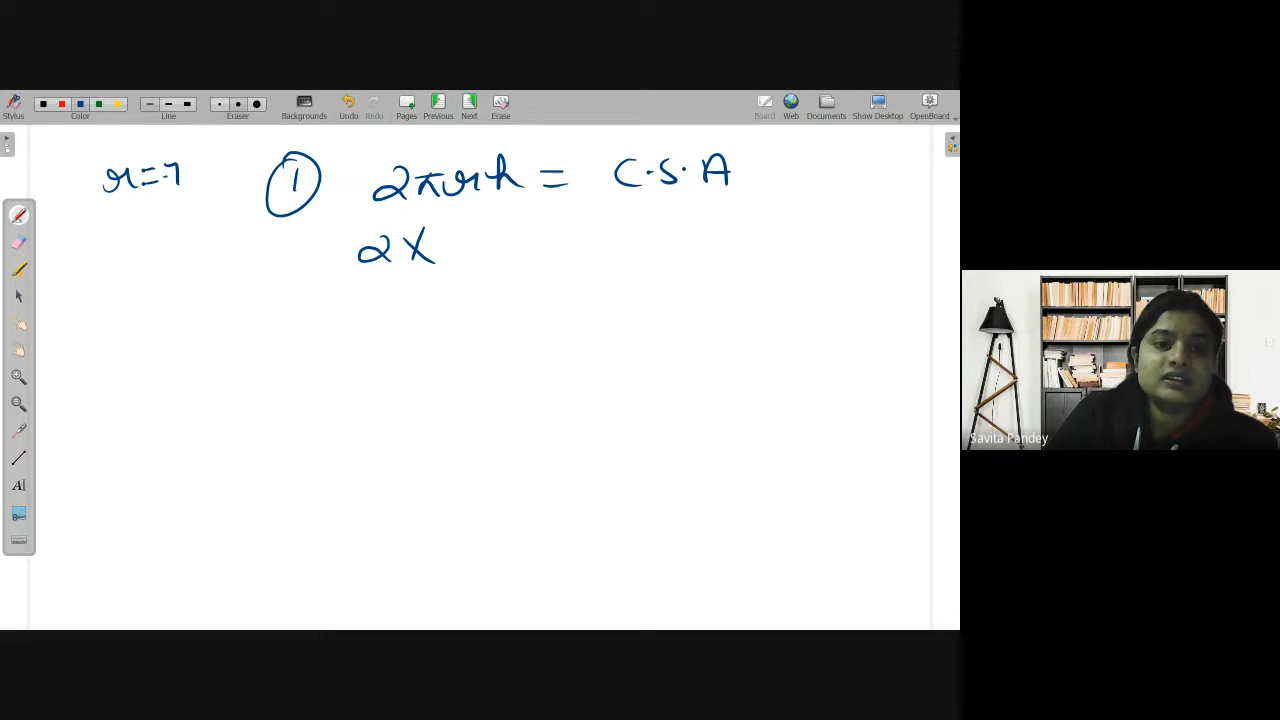 Stylus Color Line Eraser Backgrounds Undo Redo Pages Previous Next Erase Board Web Documents Show Desktop OpenBoard
r=7 ① 2πrh = C.S.A
2×
Savita Pandey